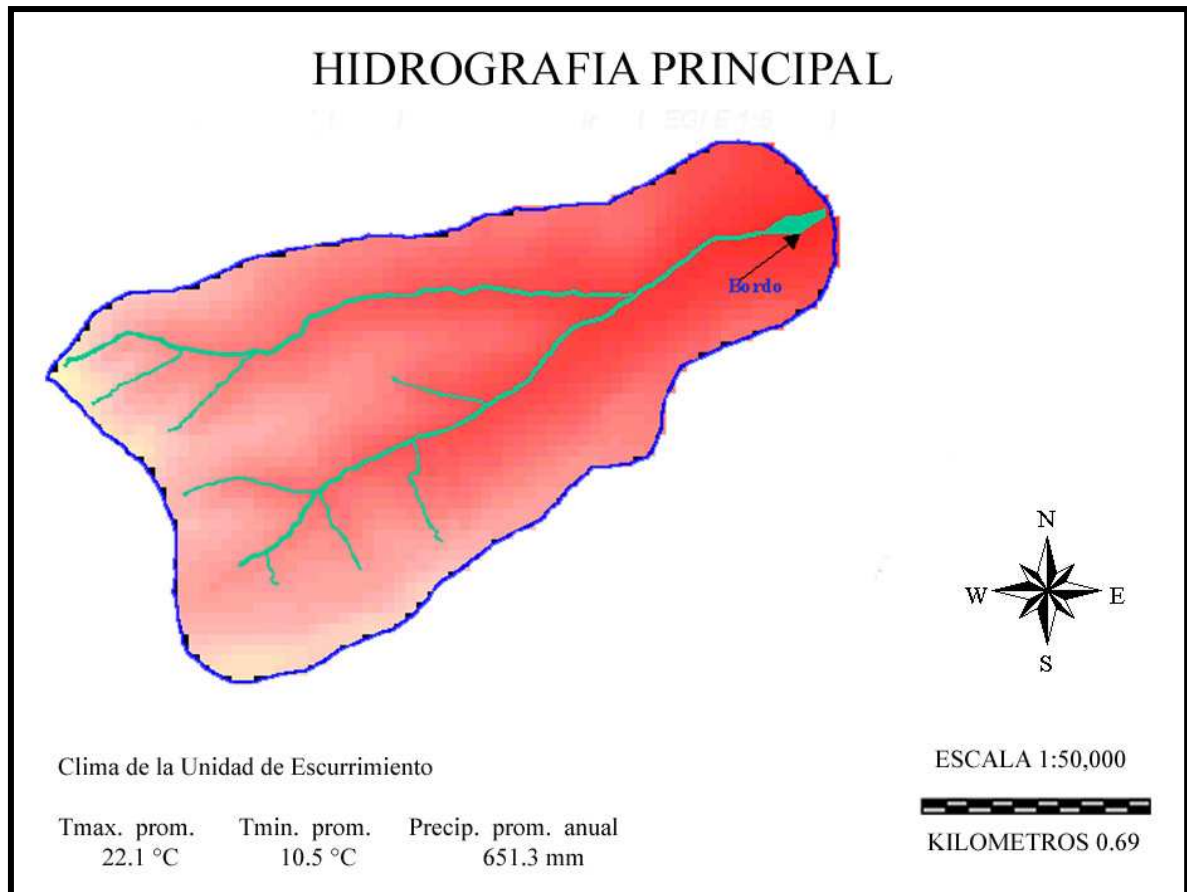 HIDROGRAFIA PRINCIPAL
Bordo
N
W E
S
Clima de la Unidad de Escurrimiento
Tmax. prom. Tmin. prom. Precip. prom. anual
22.1 °C 10.5 °C 651.3 mm
ESCALA 1:50,000
KILOMETROS 0.69